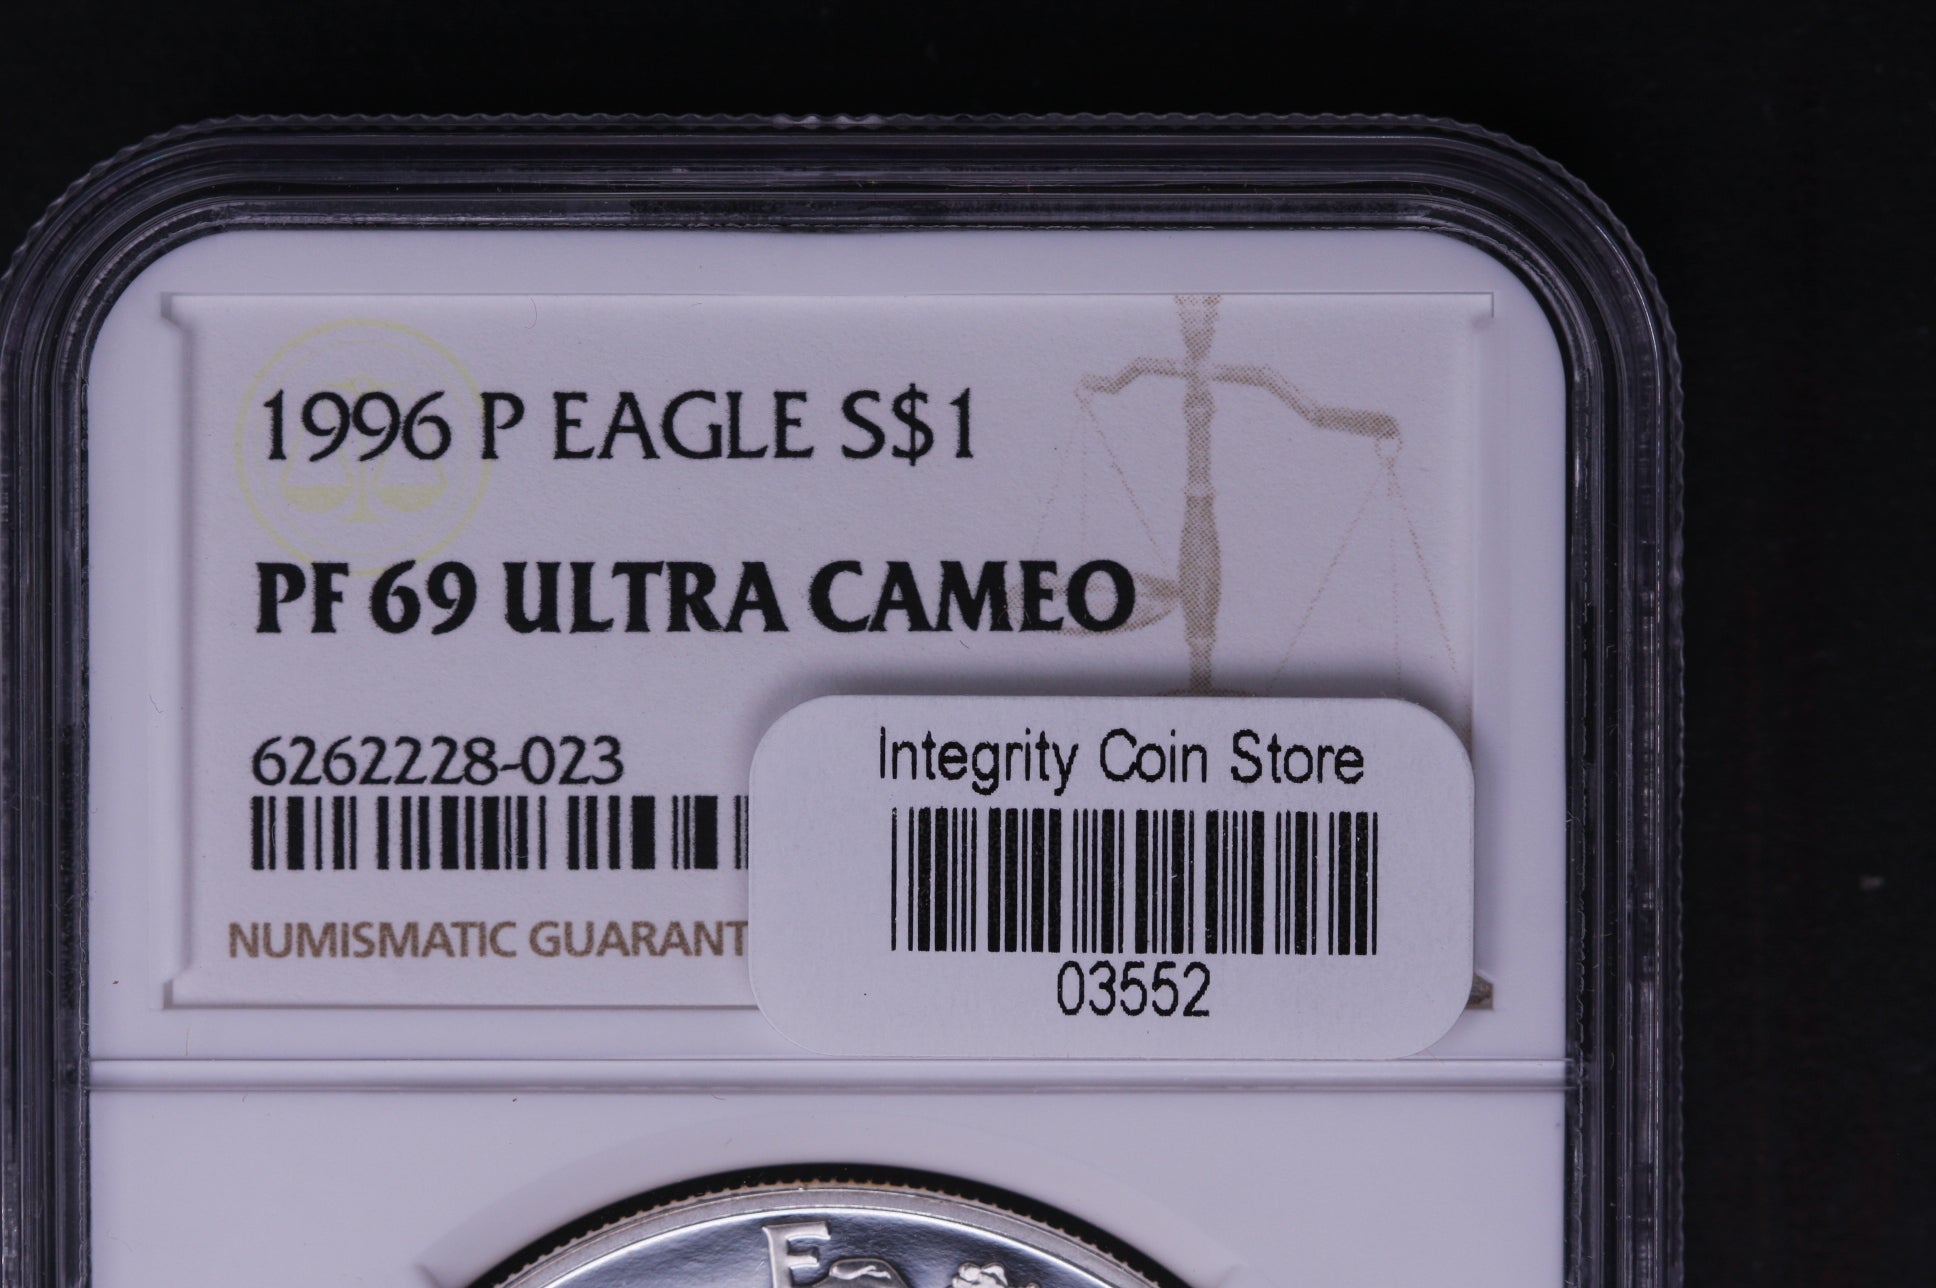 1996 P EAGLE S$1
PF 69 ULTRA CAMEO
6262228-023
NUMISMATIC GUARANT
Integrity Coin Store
03552
E